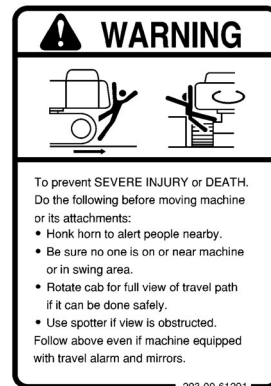 WARNING
To prevent SEVERE INJURY or DEATH.
Do the following before moving machine
or its attachments:
• Honk horn to alert people nearby.
• Be sure no one is on or near machine
or in swing area.
• Rotate cab for full view of travel path
if it can be done safely.
• Use spotter if view is obstructed.
Follow above even if machine equipped
with travel alarm and mirrors.